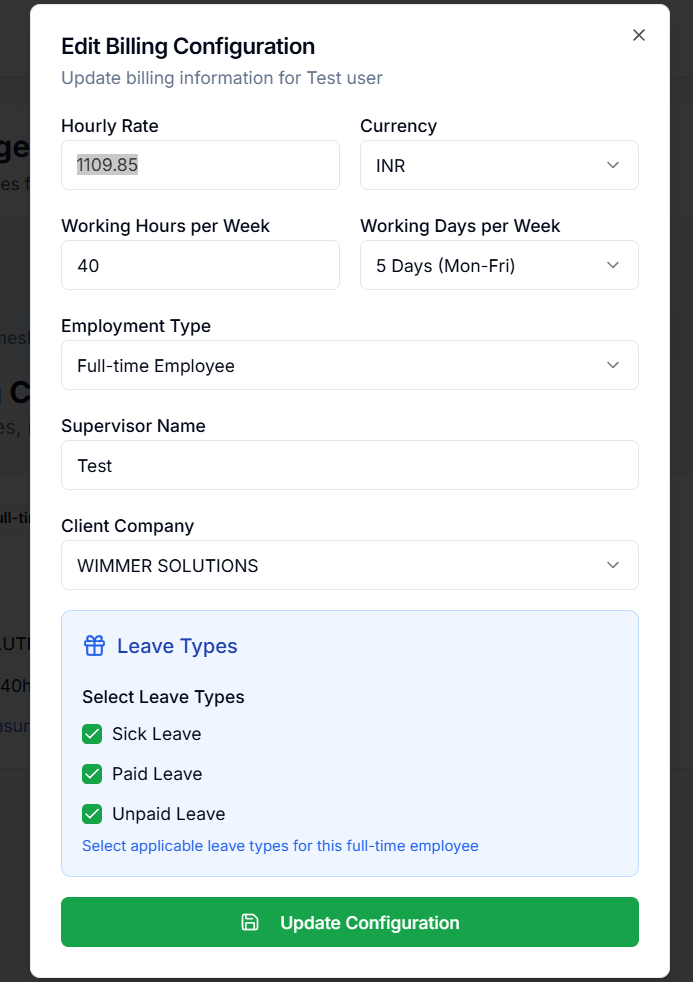 Edit Billing Configuration
Update billing information for Test user
Hourly Rate
Currency
1109.85
INR
Working Hours per Week
Working Days per Week
40
5 Days (Mon-Fri)
Employment Type
Full-time Employee
Supervisor Name
Test
Client Company
WIMMER SOLUTIONS
Leave Types
Select Leave Types
Sick Leave
Paid Leave
Unpaid Leave
Select applicable leave types for this full-time employee
Update Configuration